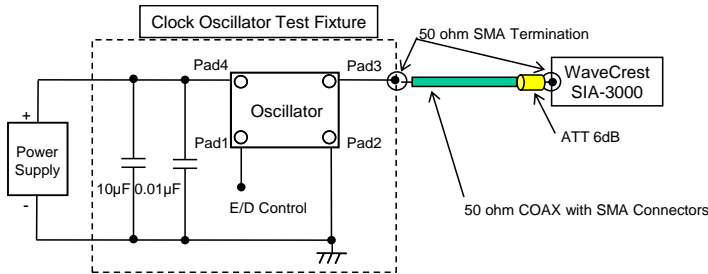 Clock Oscillator Test Fixture
50 ohm SMA Termination
Pad4
Pad3
WaveCrest
SIA-3000
Oscillator
+
Pad1
Pad2
ATT 6dB
Power
Supply
10µF 0.01µF
-
E/D Control
50 ohm COAX with SMA Connectors